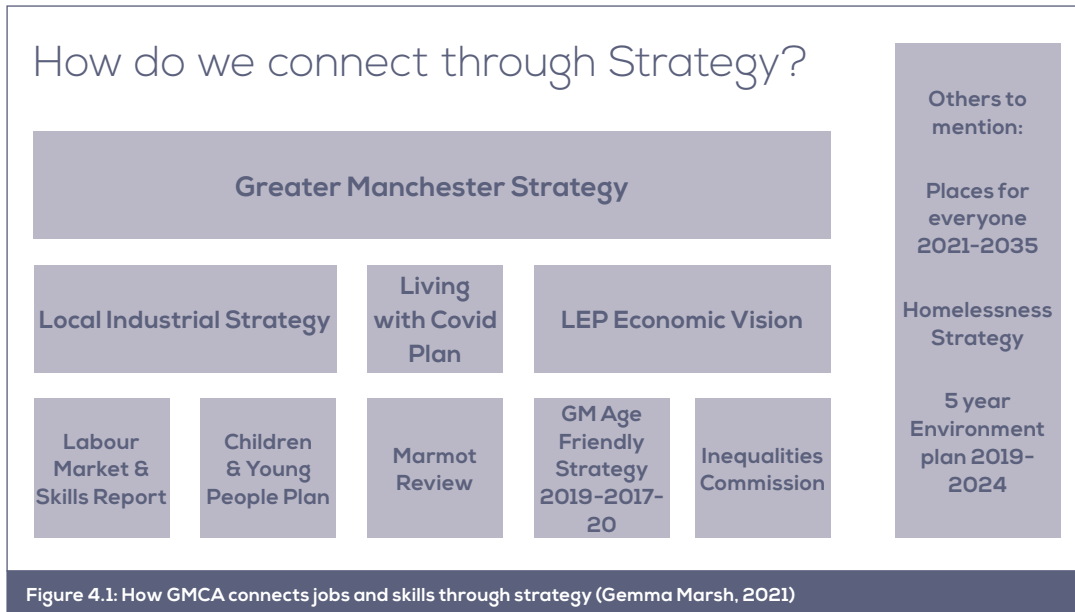 How do we connect through Strategy?
Greater Manchester Strategy
Local Industrial Strategy
Living
with Covid
Plan
LEP Economic Vision
Labour
Market &
Skills Report
Children
& Young
People Plan
Marmot
Review
GM Age
Friendly
Strategy
2019-2017-
20
Inequalities
Commission
Others to
mention:
Places for
everyone
2021-2035
Homelessness
Strategy
5 year
Environment
plan 2019-
2024
Figure 4.1: How GMCA connects jobs and skills through strategy (Gemma Marsh, 2021)